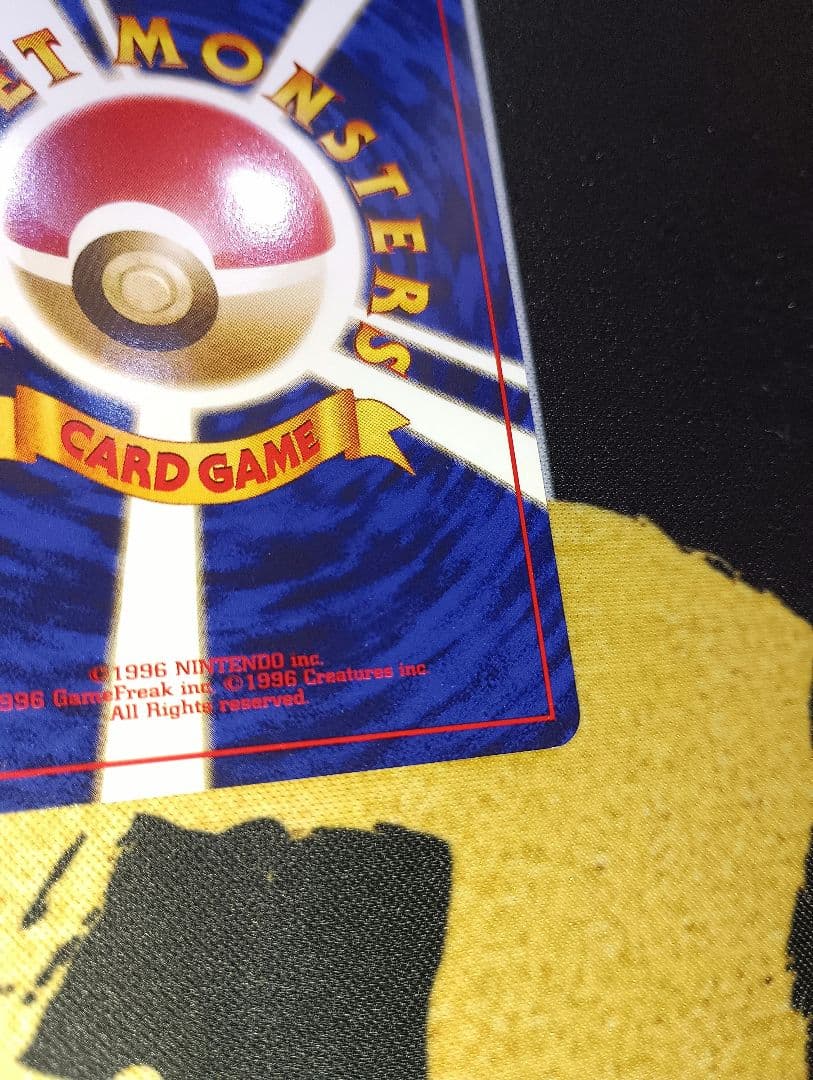 ET MONSTERS
CARD GAME
©1996 NINTENDO inc.
996 GameFreak inc. ©1996 Creatures inc
All Rights reserved.